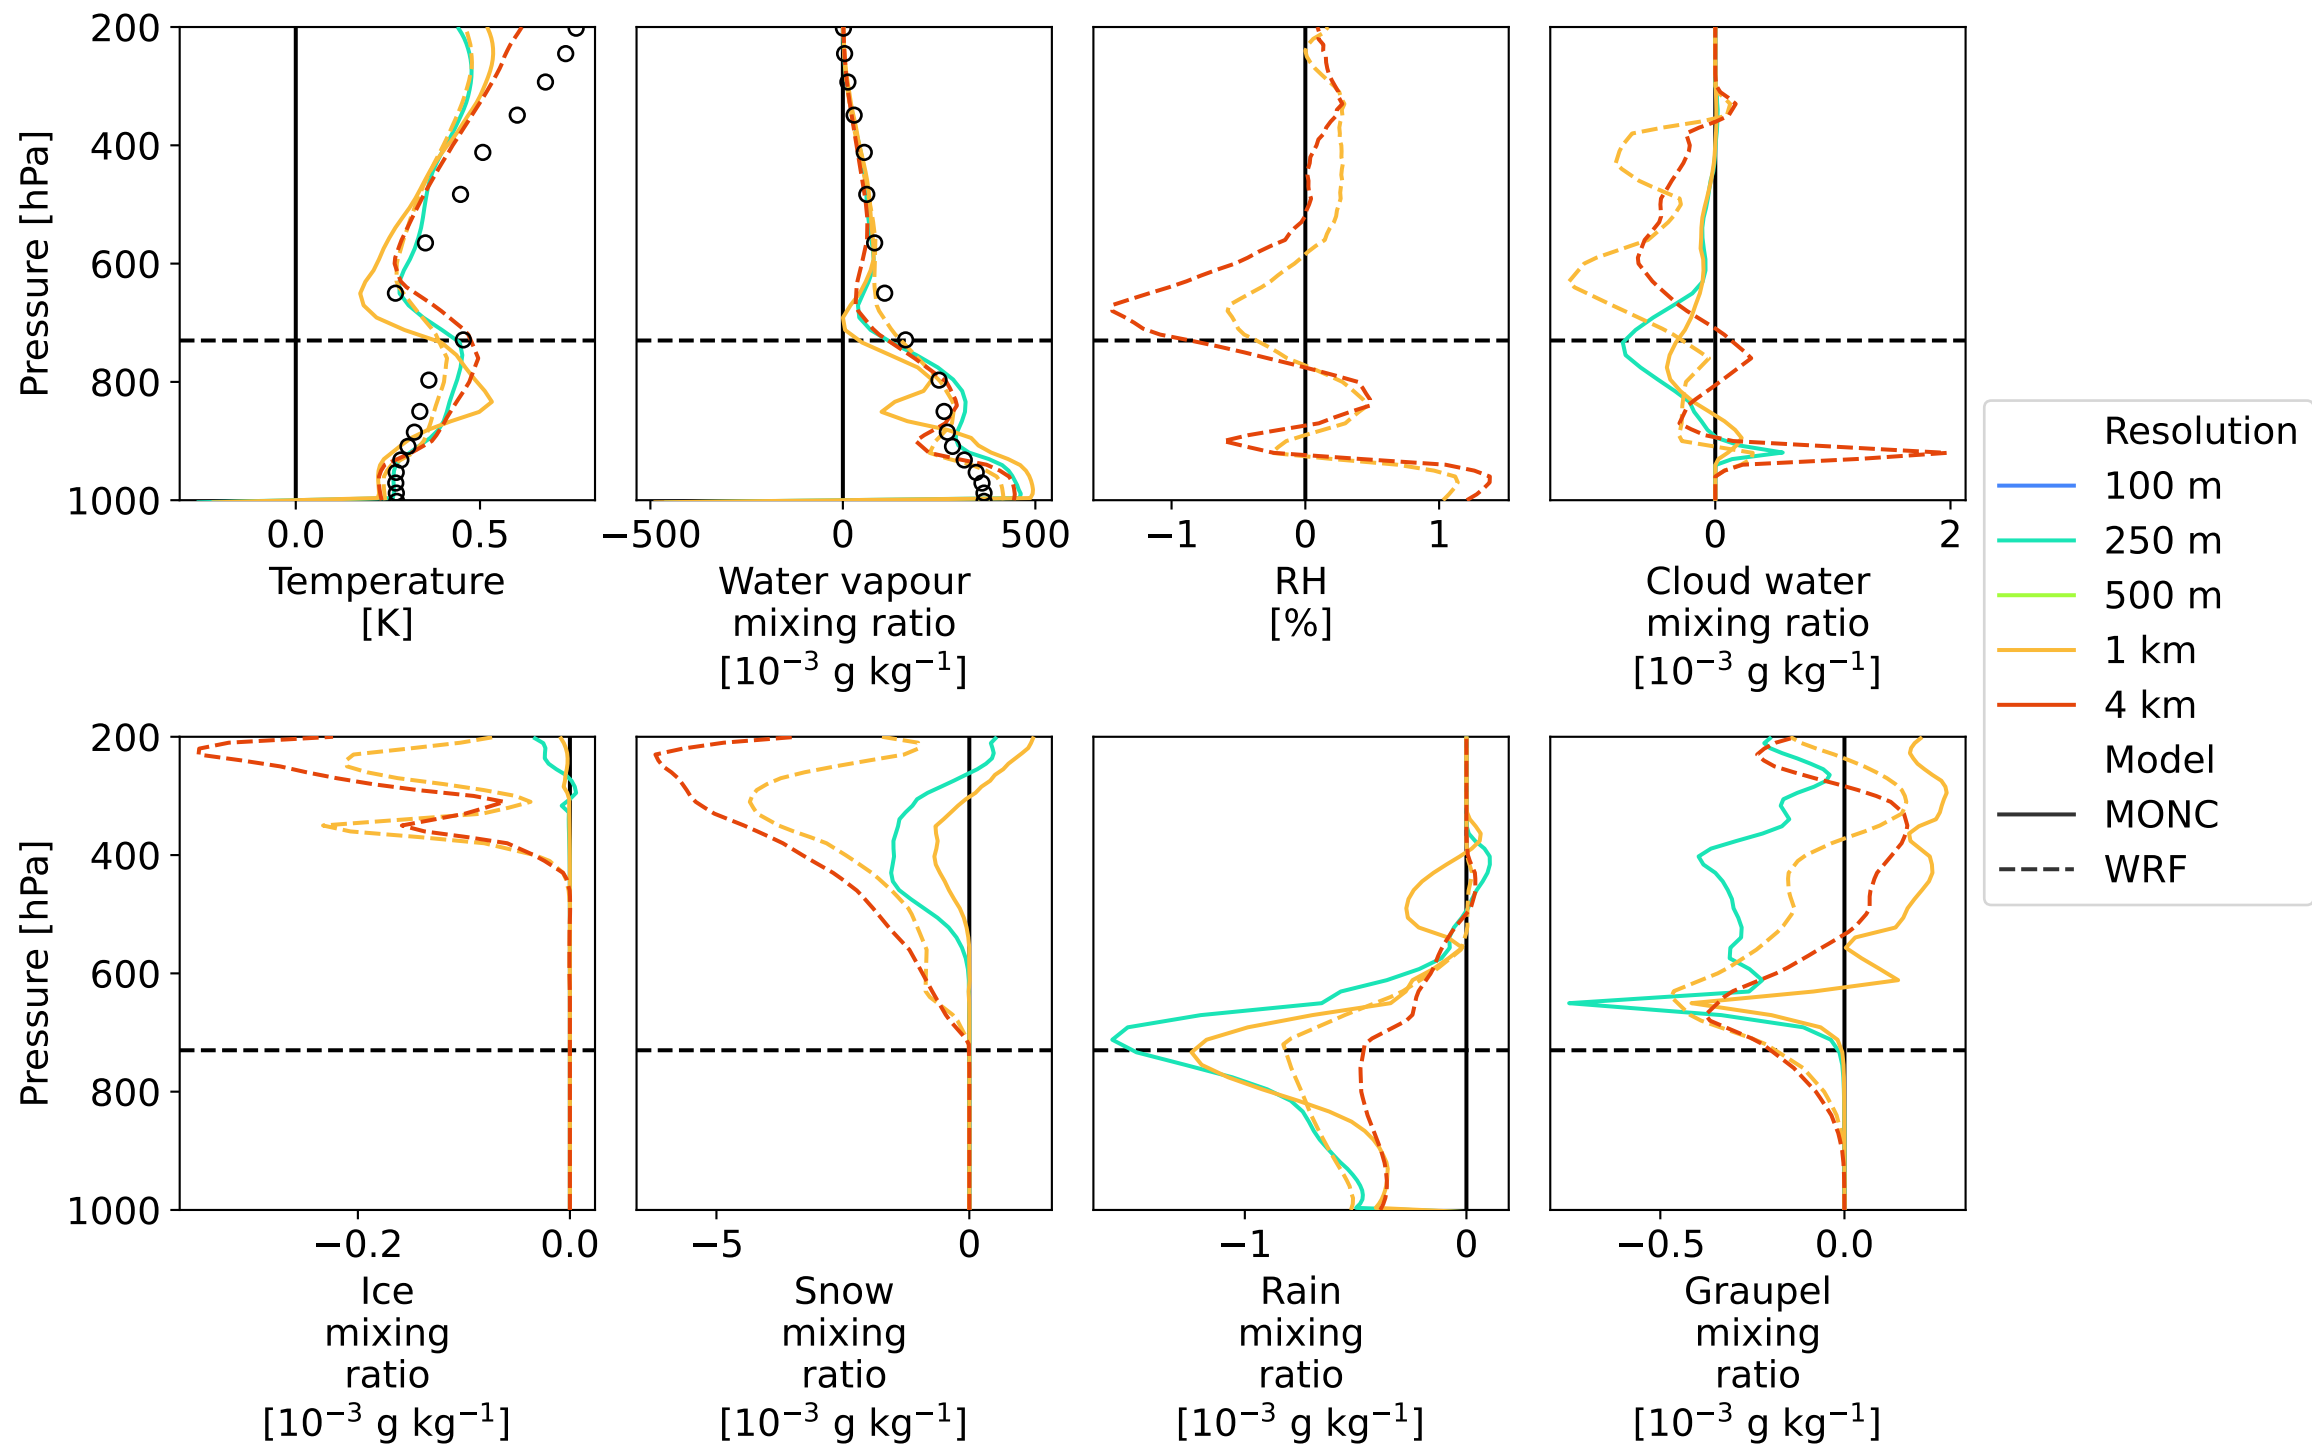 200
400
600
800
1000
Pressure [hPa]
0.0 0.5
Temperature
[K]
−500 0 500
Water vapour
mixing ratio
[10⁻³ g kg⁻¹]
−1 0 1
RH
[%]
0 2
Cloud water
mixing ratio
[10⁻³ g kg⁻¹]
Resolution
100 m
250 m
500 m
1 km
4 km
Model
MONC
WRF
200
400
600
800
1000
Pressure [hPa]
−0.2 0.0
Ice
mixing
ratio
[10⁻³ g kg⁻¹]
−5 0
Snow
mixing
ratio
[10⁻³ g kg⁻¹]
−1 0
Rain
mixing
ratio
[10⁻³ g kg⁻¹]
−0.5 0.0
Graupel
mixing
ratio
[10⁻³ g kg⁻¹]